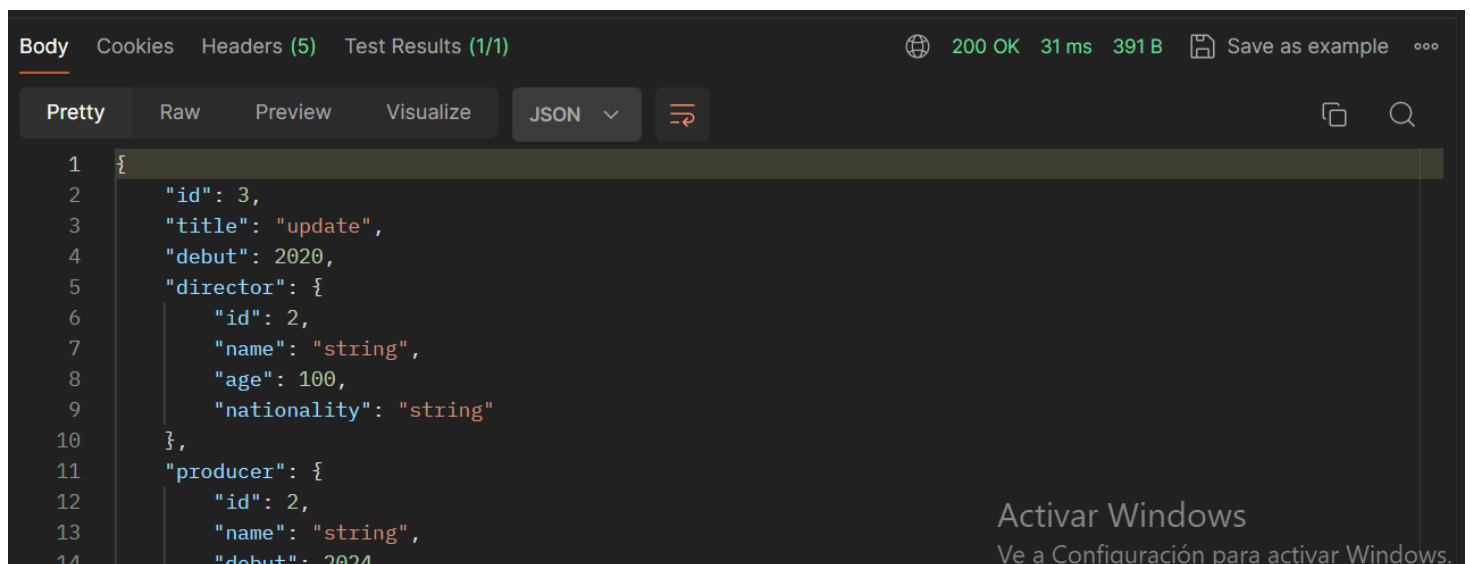 Body Cookies Headers (5) Test Results (1/1) 200 OK 31 ms 391 B Save as example
Pretty Raw Preview Visualize JSON
1 {
2 "id": 3,
3 "title": "update",
4 "debut": 2020,
5 "director": {
6 "id": 2,
7 "name": "string",
8 "age": 100,
9 "nationality": "string"
10 },
11 "producer": {
12 "id": 2,
13 "name": "string",
14 "debut": 2024
Activar Windows
Ve a Configuración para activar Windows.